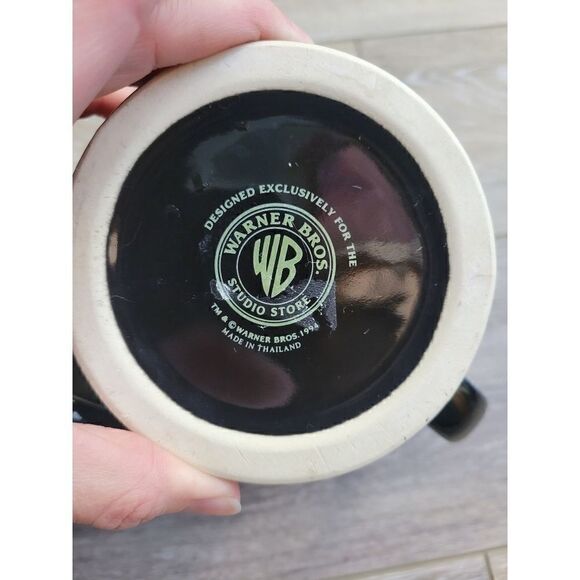 DESIGNED EXCLUSIVELY FOR THE
WARNER BROS.
WB
STUDIO STORE
TM & © WARNER BROS. 1994
MADE IN THAILAND